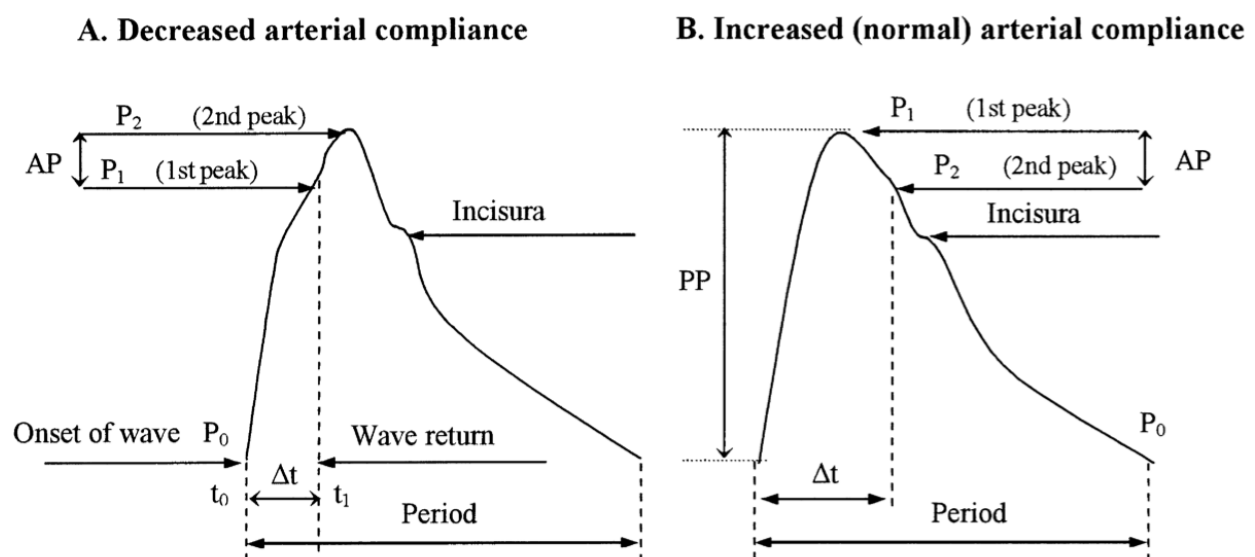 A. Decreased arterial compliance
P2 (2nd peak)
AP
P1 (1st peak)
Incisura
Onset of wave P0
Wave return
t0
Δt
t1
Period
B. Increased (normal) arterial compliance
P1 (1st peak)
AP
P2 (2nd peak)
Incisura
PP
P0
Δt
Period